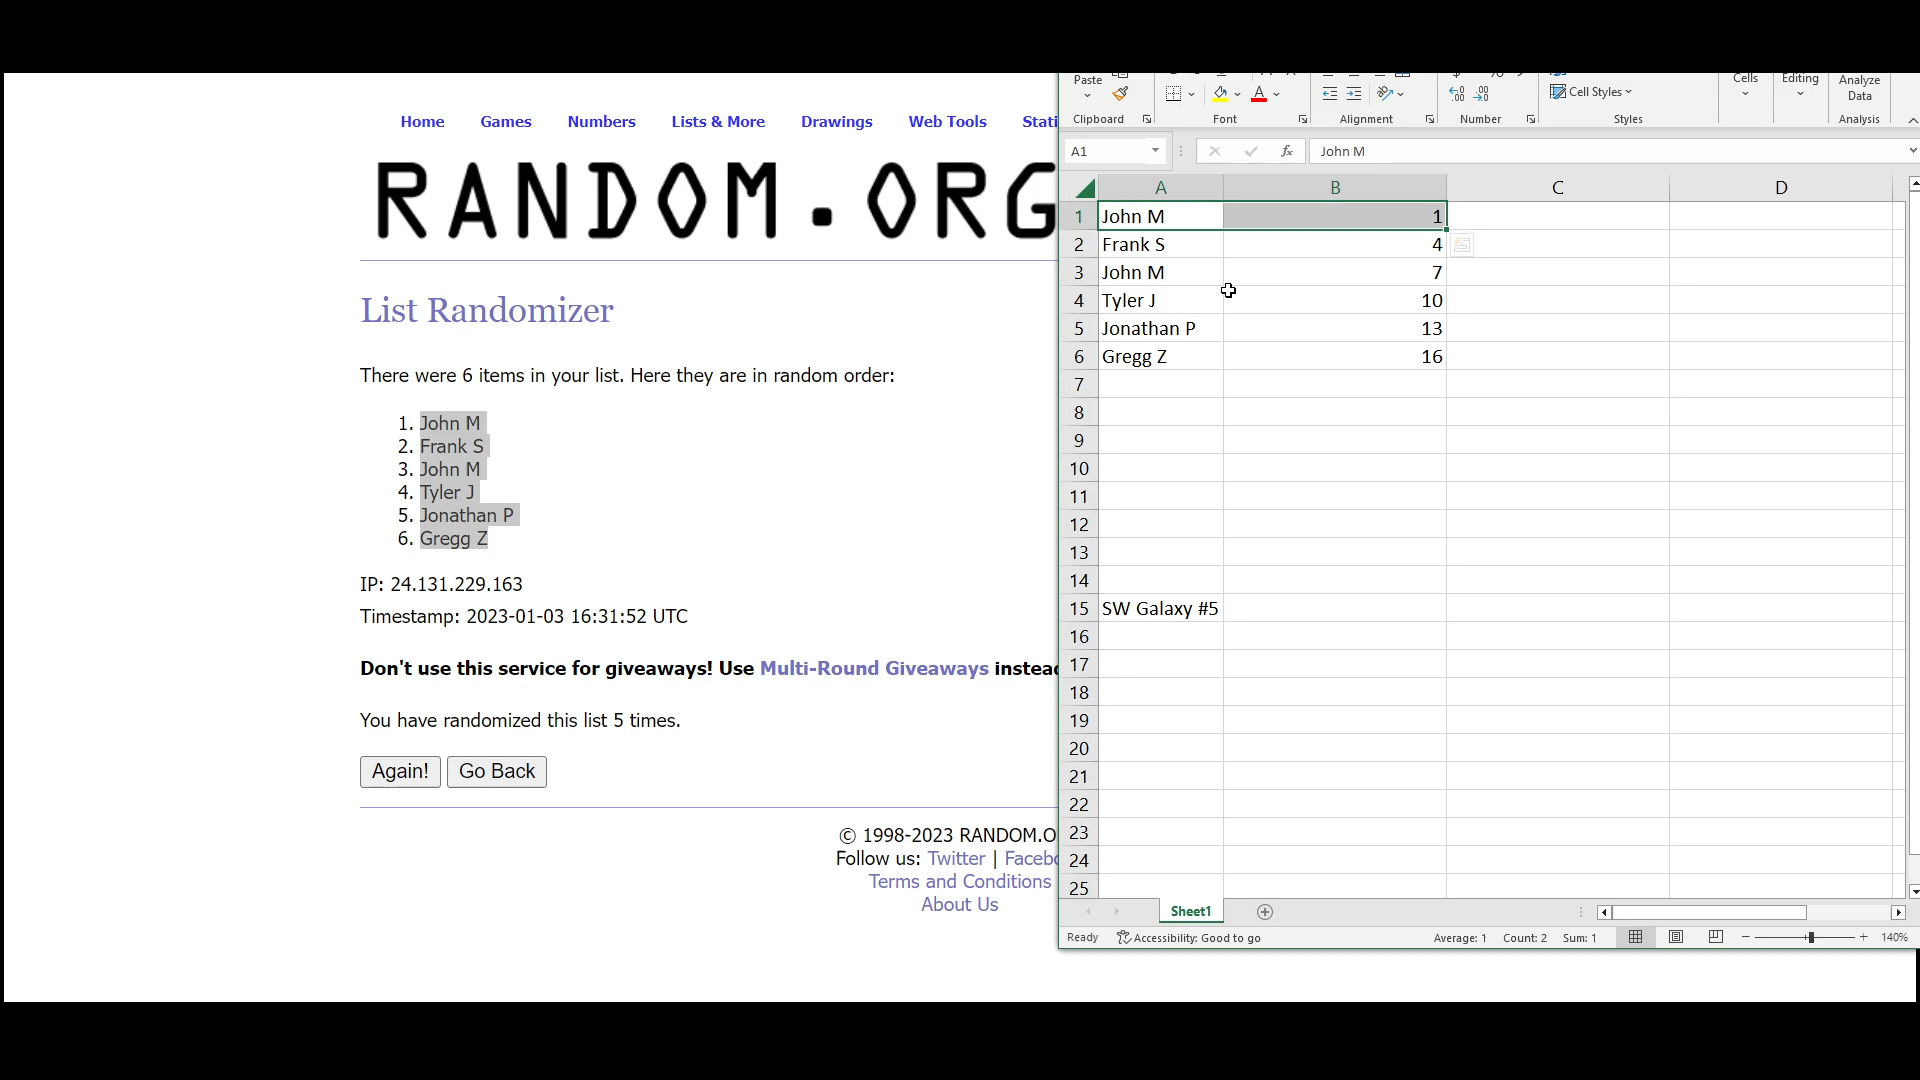 Home Games Numbers Lists & More Drawings Web Tools Stati
RANDOM.ORG
List Randomizer
There were 6 items in your list. Here they are in random order:
1. John M
2. Frank S
3. John M
4. Tyler J
5. Jonathan P
6. Gregg Z
IP: 24.131.229.163
Timestamp: 2023-01-03 16:31:52 UTC
Don't use this service for giveaways! Use Multi-Round Giveaways instead
You have randomized this list 5 times.
Again! Go Back
© 1998-2023 RANDOM.O
Follow us: Twitter | Facebo
Terms and Conditions
About Us
Paste
Cell Styles
Cells
Editing
Analyze
Data
Clipboard Font Alignment Number Styles Analysis
A1 fx John M
A B C D
1 John M 1
2 Frank S 4
3 John M 7
4 Tyler J 10
5 Jonathan P 13
6 Gregg Z 16
7
8
9
10
11
12
13
14
15 SW Galaxy #5
16
17
18
19
20
21
22
23
24
25
Sheet1
Ready Accessibility: Good to go Average: 1 Count: 2 Sum: 1 140%